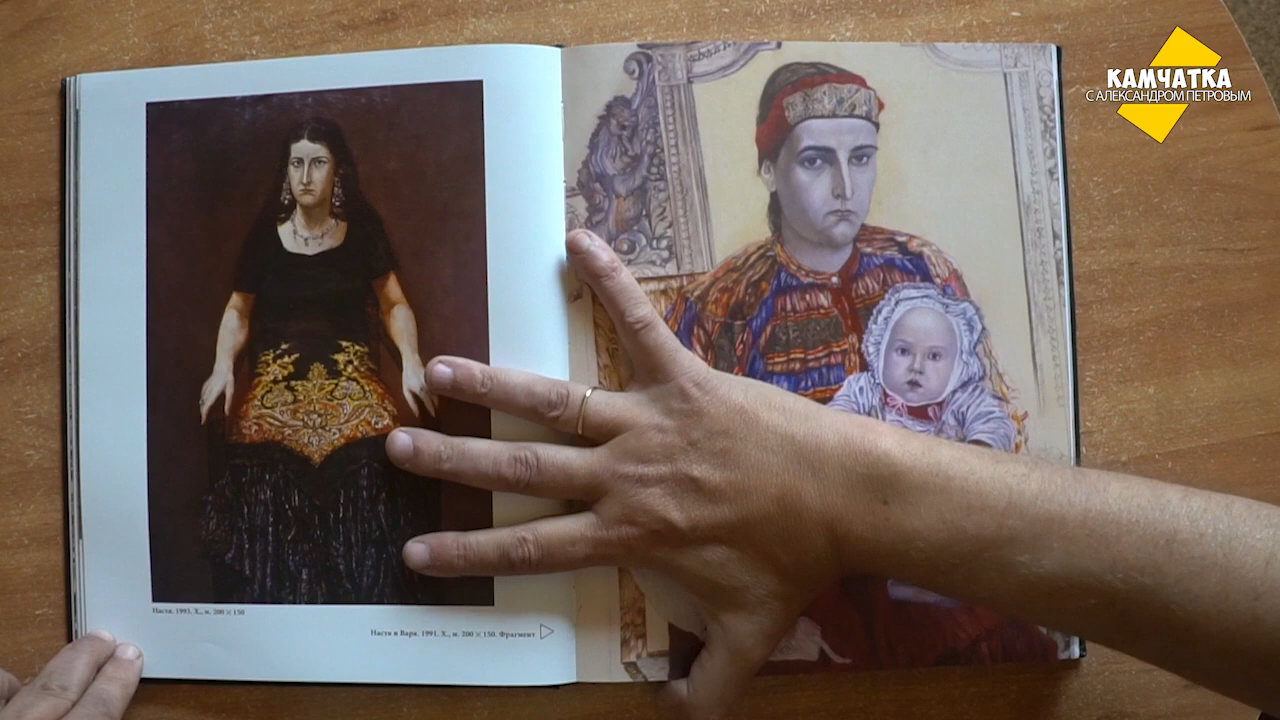 КАМЧАТКА
С АЛЕКСАНДРОМ ПЕТРОВЫМ
Настя. 1993. Х., м. 200 × 150
Настя и Варя. 1991. Х., м. 200 × 150. Фрагмент